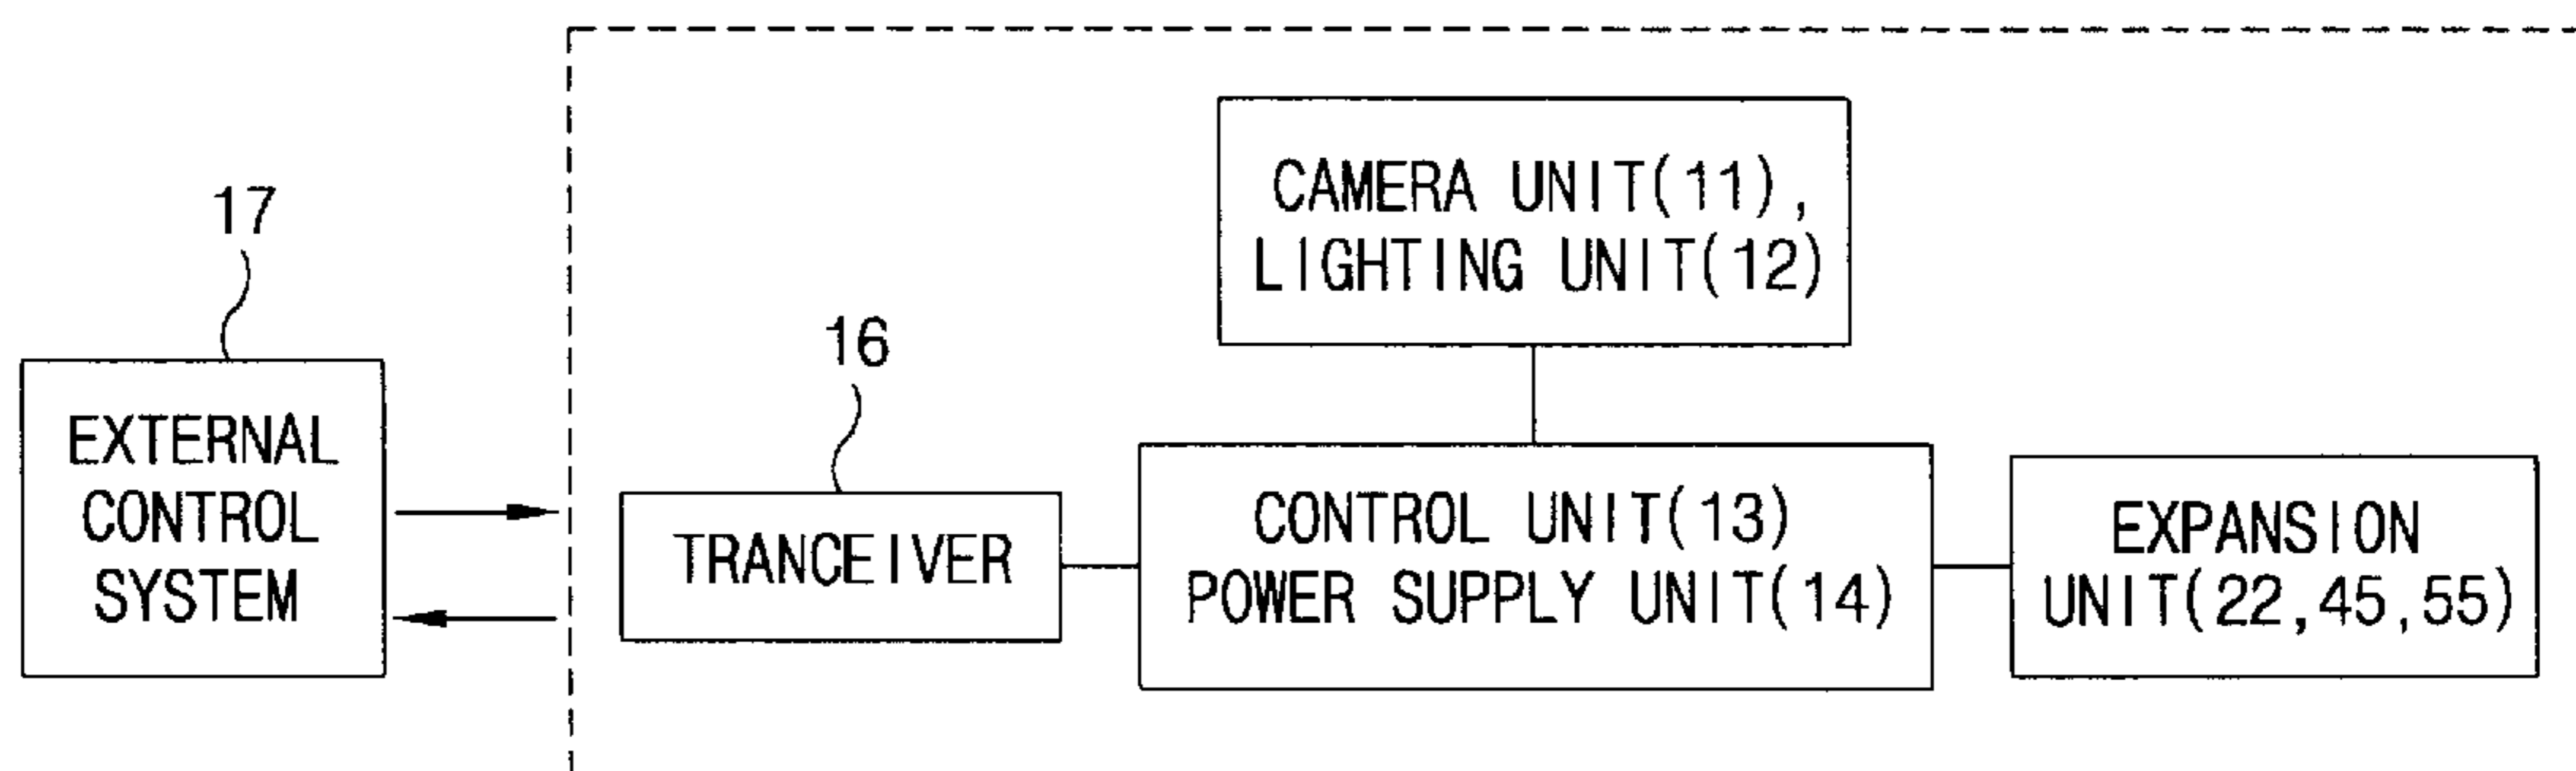 17
EXTERNAL
CONTROL
SYSTEM
16
TRANCEIVER
CAMERA UNIT(11),
LIGHTING UNIT(12)
CONTROL UNIT(13)
POWER SUPPLY UNIT(14)
EXPANSION
UNIT(22,45,55)